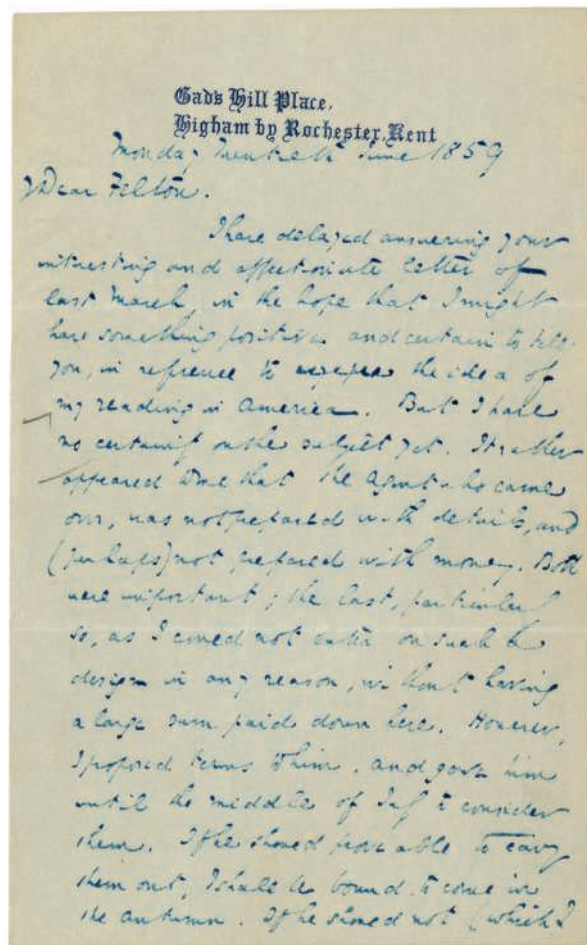 Gad's Hill Place,
Higham by Rochester, Kent
Monday Twentieth June 1859
My Dear Felton.
I have delayed answering your
interesting and affectionate letter of
last March, in the hope that I might
have something positive and certain to tell
you, in reference to the idea of
my reading in America. But I have
no certainty on the subject yet. It rather
appeared to me that the Agent who came
over, was not prepared with details, and
(perhaps) not prepared with money. Both
were important; the last, particularly
so, as I could not enter on such a
design in any reason, without having
a large sum paid down here. However,
I proposed terms to him, and gave him
until the middle of July to consider
them. If he should prove able to carry
them out, I shall be bound to come in
the autumn. If he should not (which I